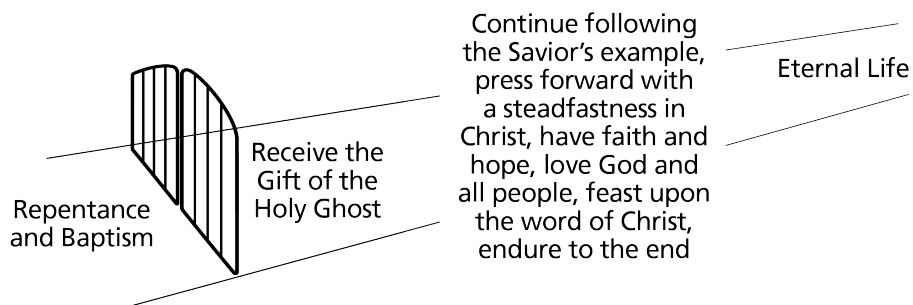 Repentance
and Baptism
Receive the
Gift of the
Holy Ghost
Continue following
the Savior's example,
press forward with
a steadfastness in
Christ, have faith and
hope, love God and
all people, feast upon
the word of Christ,
endure to the end
Eternal Life